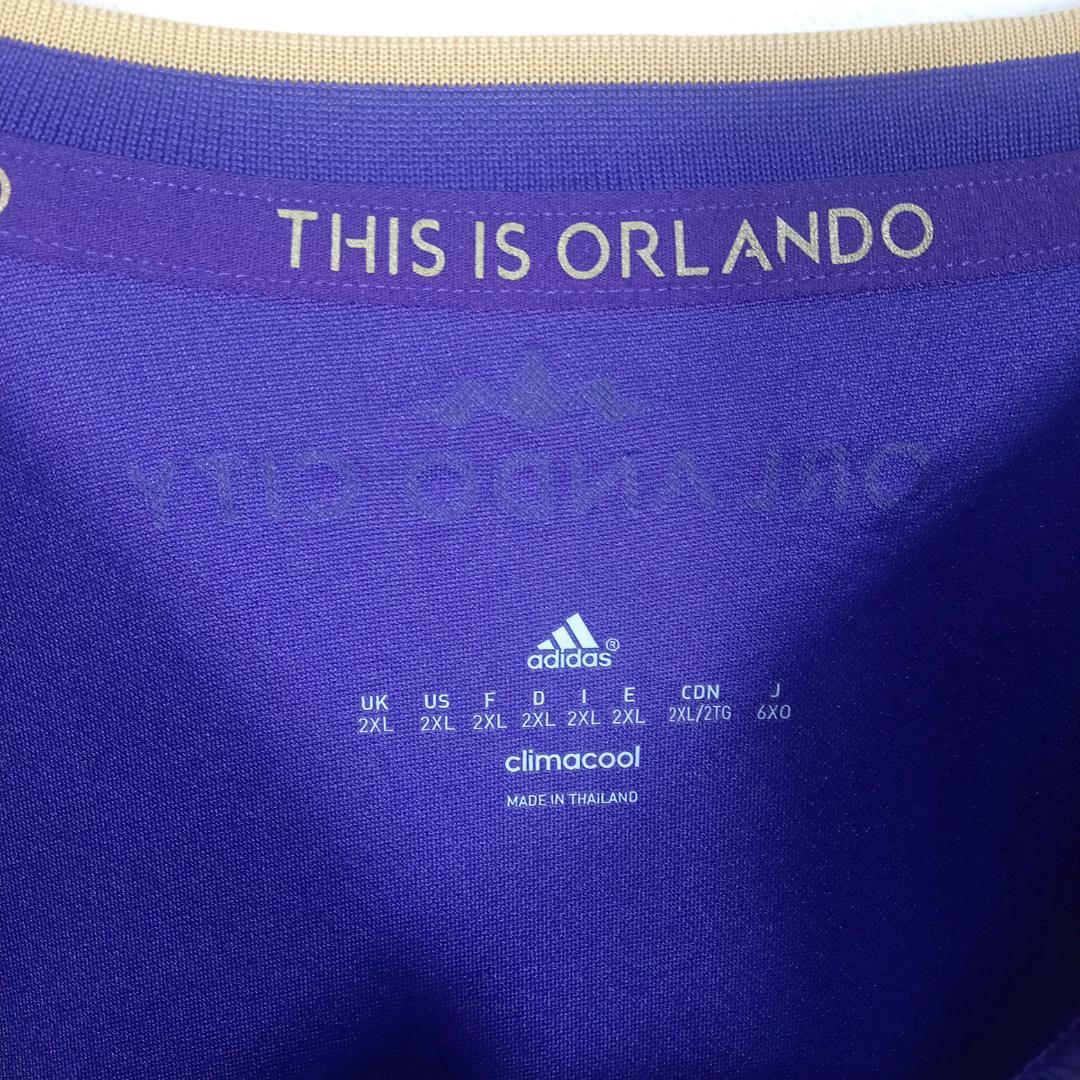 THIS IS ORLANDO
ORLANDO CITY
adidas®
UK US F D I E CDN J
2XL 2XL 2XL 2XL 2XL 2XL 2XL/2TG 6XO
climacool
MADE IN THAILAND